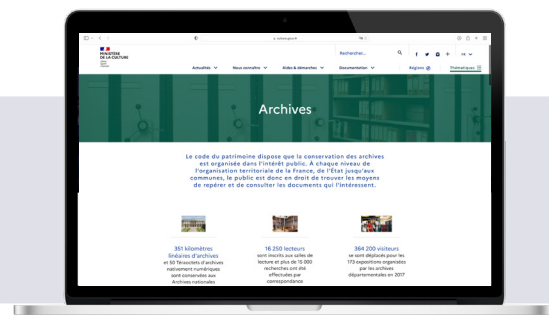 MINISTÈRE
DE LA CULTURE
Rechercher...
FR
Actualités
Nous connaître
Aides & démarches
Documentation
Régions
Thématiques
Archives
Le code du patrimoine dispose que la conservation des archives
est organisée dans l'intérêt public. À chaque niveau de
l'organisation territoriale de la France, de l'État jusqu'aux
communes, le public est donc en droit de trouver les moyens
de repérer et de consulter les documents qui l'intéressent.
351 kilomètres
linéaires d'archives
et 50 Téraoctets d'archives
nativement numériques
sont conservées aux
Archives nationales
16 250 lecteurs
sont inscrits aux salles de
lecture et plus de 15 000
recherches ont été
effectuées par
correspondance
364 200 visiteurs
se sont déplacés pour les
173 expositions organisées
par les archives
départementales en 2017